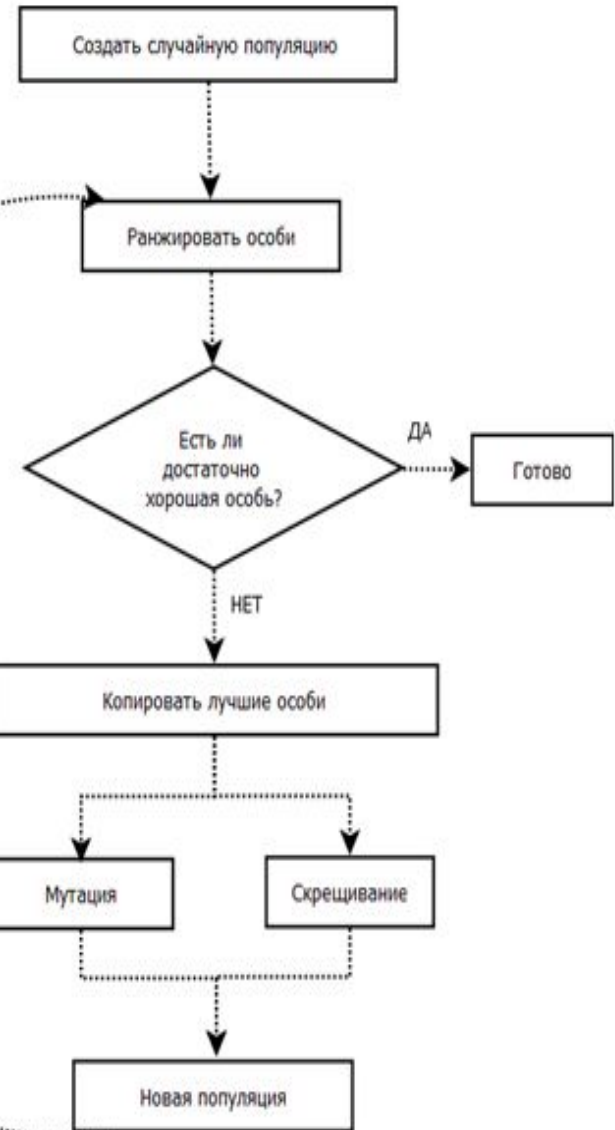 Создать случайную популяцию
Ранжировать особи
Есть ли
достаточно
хорошая особь?
ДА
Готово
НЕТ
Копировать лучшие особи
Мутация
Скрещивание
Новая популяция